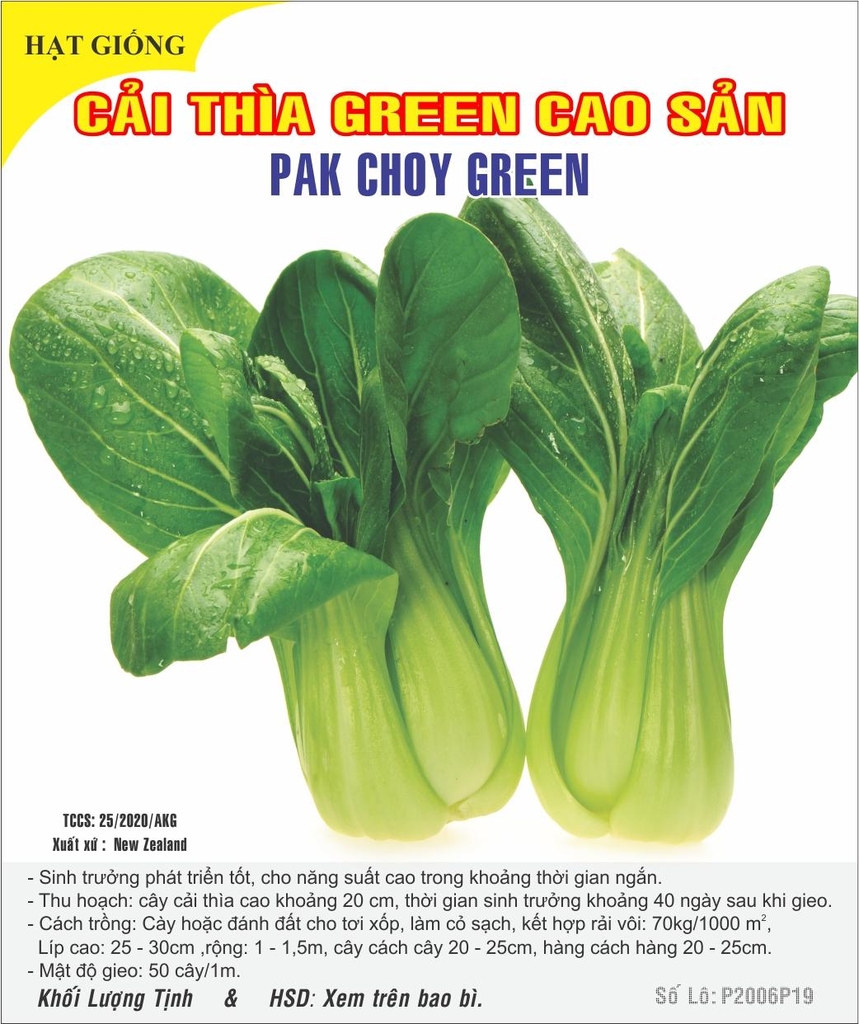 HẠT GIỐNG
CẢI THÌA GREEN CAO SẢN
PAK CHOY GREEN
TCCS: 25/2020/AKG
Xuất xứ : New Zealand
- Sinh trưởng phát triển tốt, cho năng suất cao trong khoảng thời gian ngắn.
- Thu hoạch: cây cải thìa cao khoảng 20 cm, thời gian sinh trưởng khoảng 40 ngày sau khi gieo.
- Cách trồng: Cày hoặc đánh đất cho tơi xốp, làm cỏ sạch, kết hợp rải vôi: 70kg/1000 m²,
Líp cao: 25 - 30cm ,rộng: 1 - 1,5m, cây cách cây 20 - 25cm, hàng cách hàng 20 - 25cm.
- Mật độ gieo: 50 cây/1m.
Khối Lượng Tịnh & HSD: Xem trên bao bì.
Số Lô: P2006P19